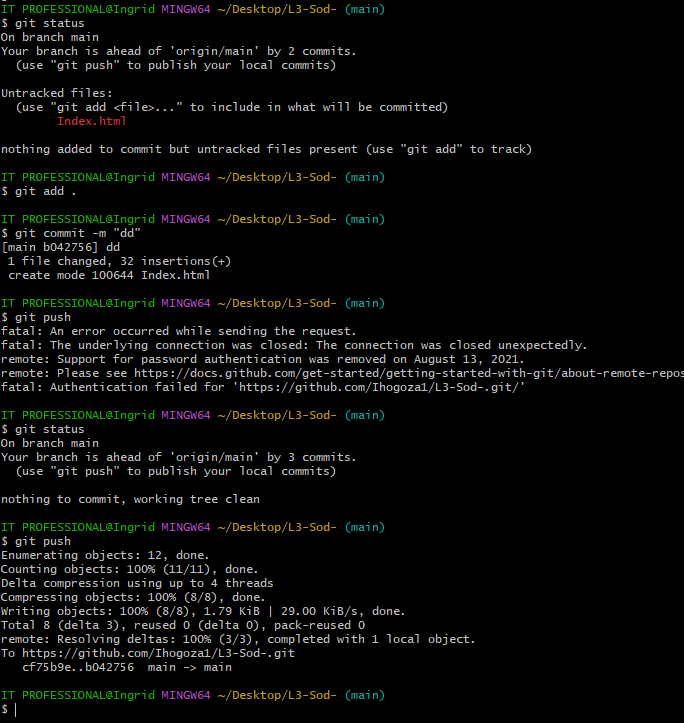 IT PROFESSIONAL@Ingrid MINGW64 ~/Desktop/L3-Sod- (main)
$ git status
On branch main
Your branch is ahead of 'origin/main' by 2 commits.
  (use "git push" to publish your local commits)

Untracked files:
  (use "git add <file>..." to include in what will be committed)
        Index.html

nothing added to commit but untracked files present (use "git add" to track)

IT PROFESSIONAL@Ingrid MINGW64 ~/Desktop/L3-Sod- (main)
$ git add .

IT PROFESSIONAL@Ingrid MINGW64 ~/Desktop/L3-Sod- (main)
$ git commit -m "dd"
[main b042756] dd
 1 file changed, 32 insertions(+)
 create mode 100644 Index.html

IT PROFESSIONAL@Ingrid MINGW64 ~/Desktop/L3-Sod- (main)
$ git push
fatal: An error occurred while sending the request.
fatal: The underlying connection was closed: The connection was closed unexpectedly.
remote: Support for password authentication was removed on August 13, 2021.
remote: Please see https://docs.github.com/get-started/getting-started-with-git/about-remote-repos
fatal: Authentication failed for 'https://github.com/Ihogoza1/L3-Sod-.git/'

IT PROFESSIONAL@Ingrid MINGW64 ~/Desktop/L3-Sod- (main)
$ git status
On branch main
Your branch is ahead of 'origin/main' by 3 commits.
  (use "git push" to publish your local commits)

nothing to commit, working tree clean

IT PROFESSIONAL@Ingrid MINGW64 ~/Desktop/L3-Sod- (main)
$ git push
Enumerating objects: 12, done.
Counting objects: 100% (11/11), done.
Delta compression using up to 4 threads
Compressing objects: 100% (8/8), done.
Writing objects: 100% (8/8), 1.79 KiB | 29.00 KiB/s, done.
Total 8 (delta 3), reused 0 (delta 0), pack-reused 0
remote: Resolving deltas: 100% (3/3), completed with 1 local object.
To https://github.com/Ihogoza1/L3-Sod-.git
   cf75b9e..b042756  main -> main

IT PROFESSIONAL@Ingrid MINGW64 ~/Desktop/L3-Sod- (main)
$